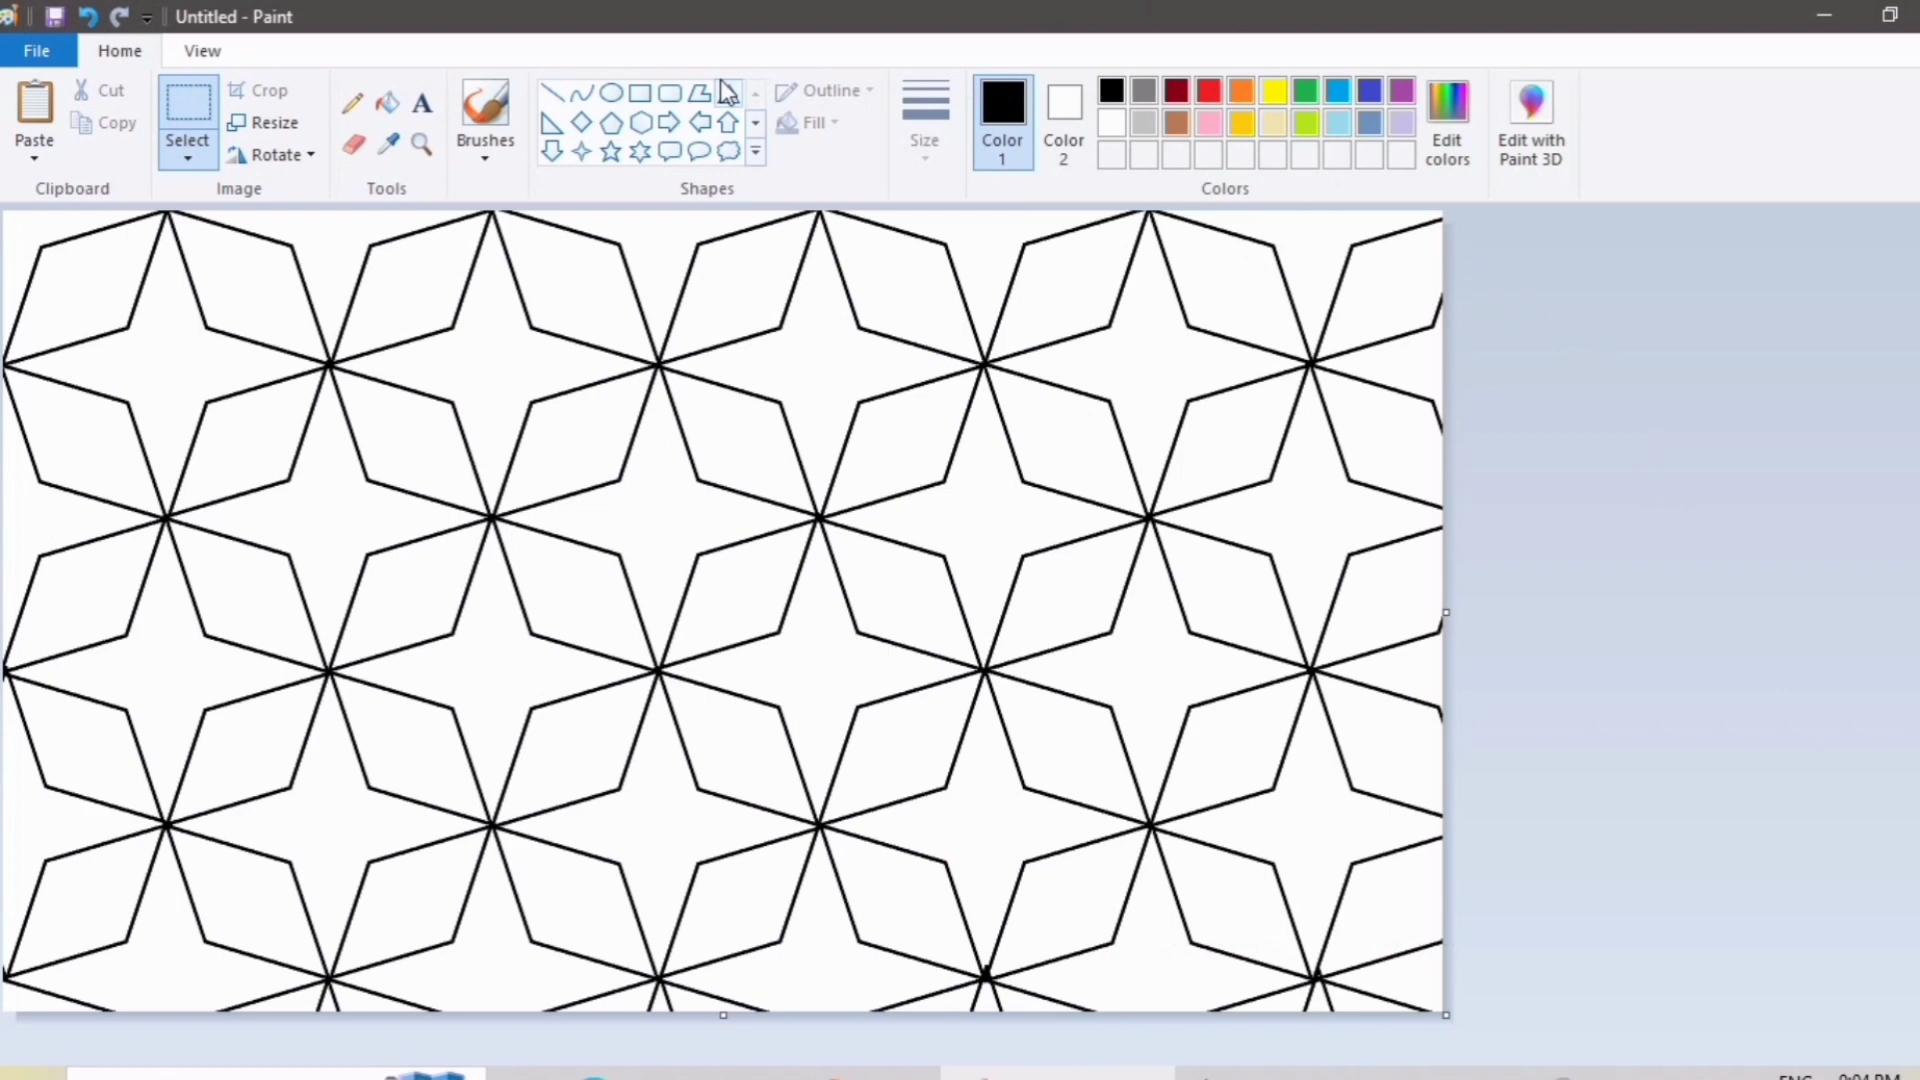 Untitled - Paint
File Home View
Paste Cut Copy Select Crop Resize Rotate A Brushes Outline Fill Size Color 1 Color 2 Edit colors Edit with Paint 3D
Clipboard Image Tools Shapes Colors